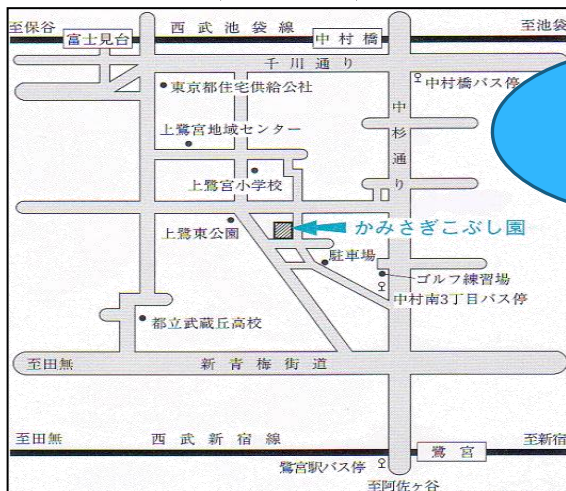 至保谷
西武池袋線
至池袋
富士見台
中村橋
千川通り
中村橋バス停
東京都住宅供給公社
中杉通り
上鷺宮地域センター
上鷺宮小学校
上鷺東公園
かみさぎこぶし園
駐車場
ゴルフ練習場
中村南3丁目バス停
都立武蔵丘高校
至田無
新青梅街道
至田無
西武新宿線
至新宿
鷺宮
鷺宮駅バス停
至阿佐ヶ谷